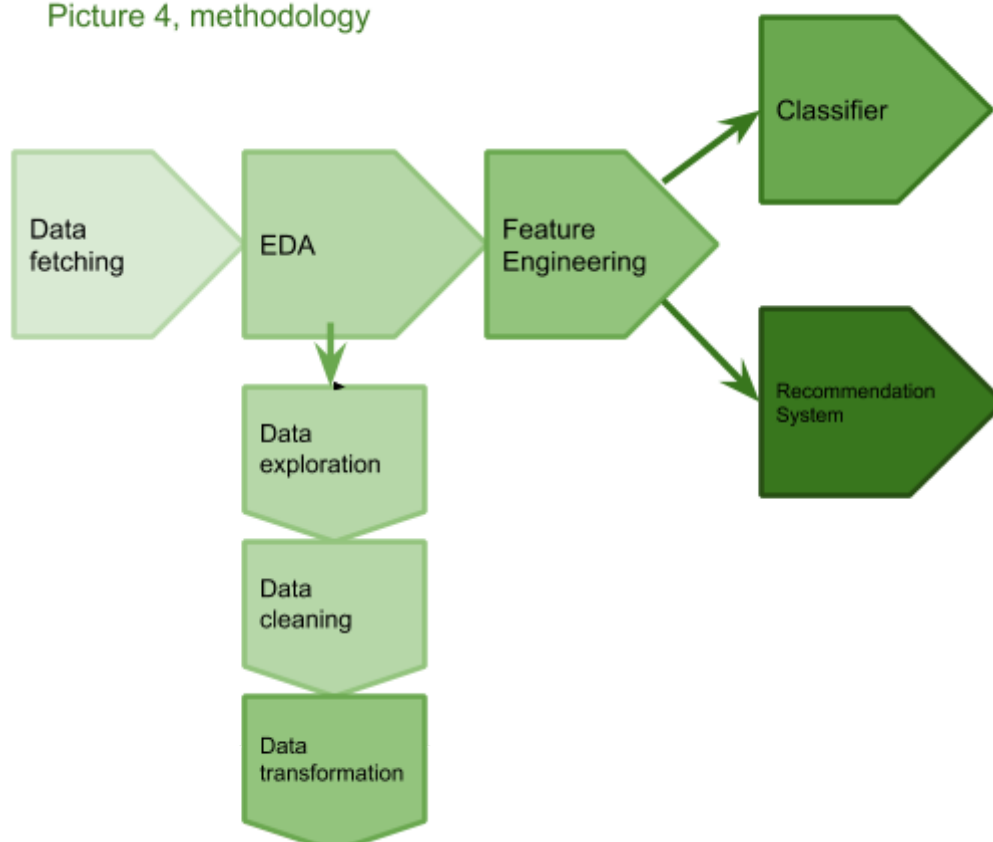 Picture 4, methodology
Classifier
Data
fetching
EDA
Feature
Engineering
Recommendation
System
Data
exploration
Data
cleaning
Data
transformation